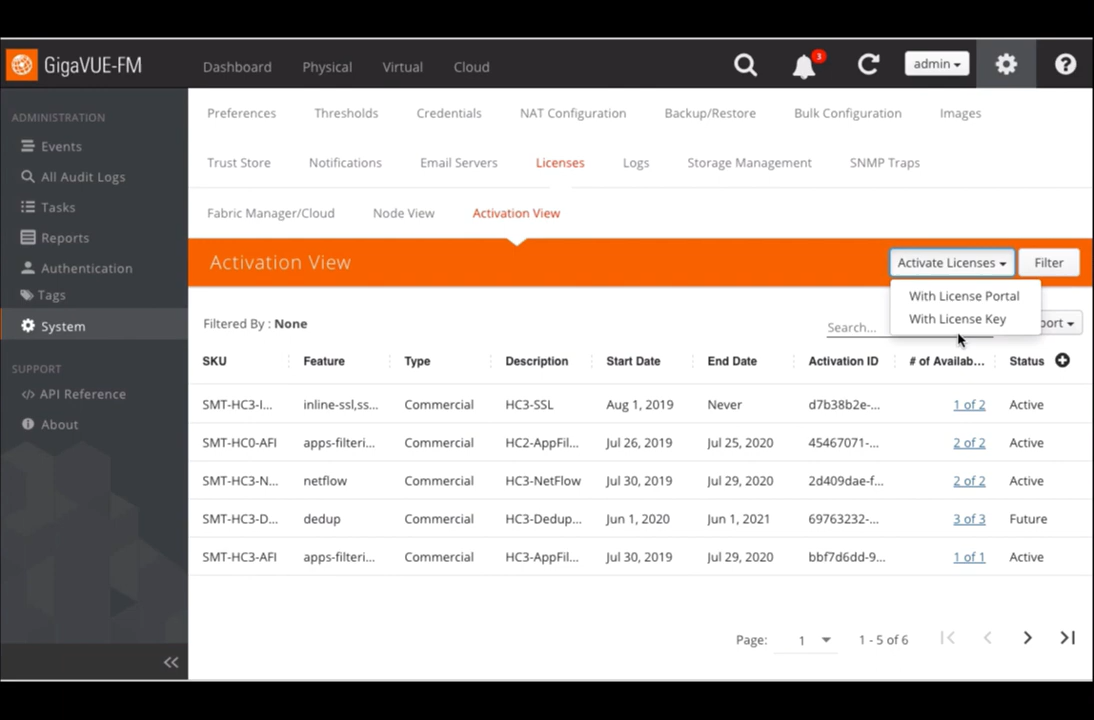 GigaVUE-FM
Dashboard Physical Virtual Cloud
3
admin
ADMINISTRATION
Events
All Audit Logs
Tasks
Reports
Authentication
Tags
System
SUPPORT
</> API Reference
About
Preferences Thresholds Credentials NAT Configuration Backup/Restore Bulk Configuration Images
Trust Store Notifications Email Servers Licenses Logs Storage Management SNMP Traps
Fabric Manager/Cloud Node View Activation View
Activation View
Activate Licenses Filter
With License Portal
With License Key
Filtered By : None
Search... port
SKU Feature Type Description Start Date End Date Activation ID # of Availab... Status
SMT-HC3-I... inline-ssl,ss... Commercial HC3-SSL Aug 1, 2019 Never d7b38b2e-... 1 of 2 Active
SMT-HC0-AFI apps-filteri... Commercial HC2-AppFil... Jul 26, 2019 Jul 25, 2020 45467071-... 2 of 2 Active
SMT-HC3-N... netflow Commercial HC3-NetFlow Jul 30, 2019 Jul 29, 2020 2d409dae-f... 2 of 2 Active
SMT-HC3-D... dedup Commercial HC3-Dedup... Jun 1, 2020 Jun 1, 2021 69763232-... 3 of 3 Future
SMT-HC3-AFI apps-filteri... Commercial HC3-AppFil... Jul 30, 2019 Jul 29, 2020 bbf7d6dd-9... 1 of 1 Active
Page: 1 1 - 5 of 6